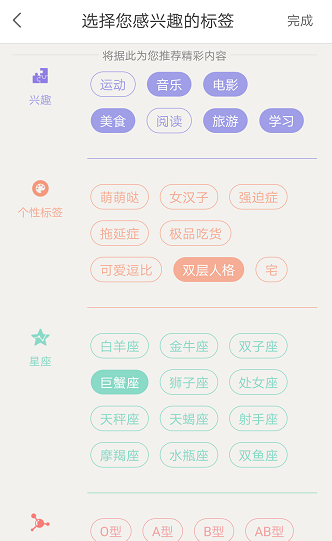 选择您感兴趣的标签 完成
将据此为您推荐精彩内容
兴趣
运动 音乐 电影
美食 阅读 旅游 学习
个性标签
萌萌哒 女汉子 强迫症
拖延症 极品吃货
可爱逗比 双层人格 宅
星座
白羊座 金牛座 双子座
巨蟹座 狮子座 处女座
天秤座 天蝎座 射手座
摩羯座 水瓶座 双鱼座
O型 A型 B型 AB型